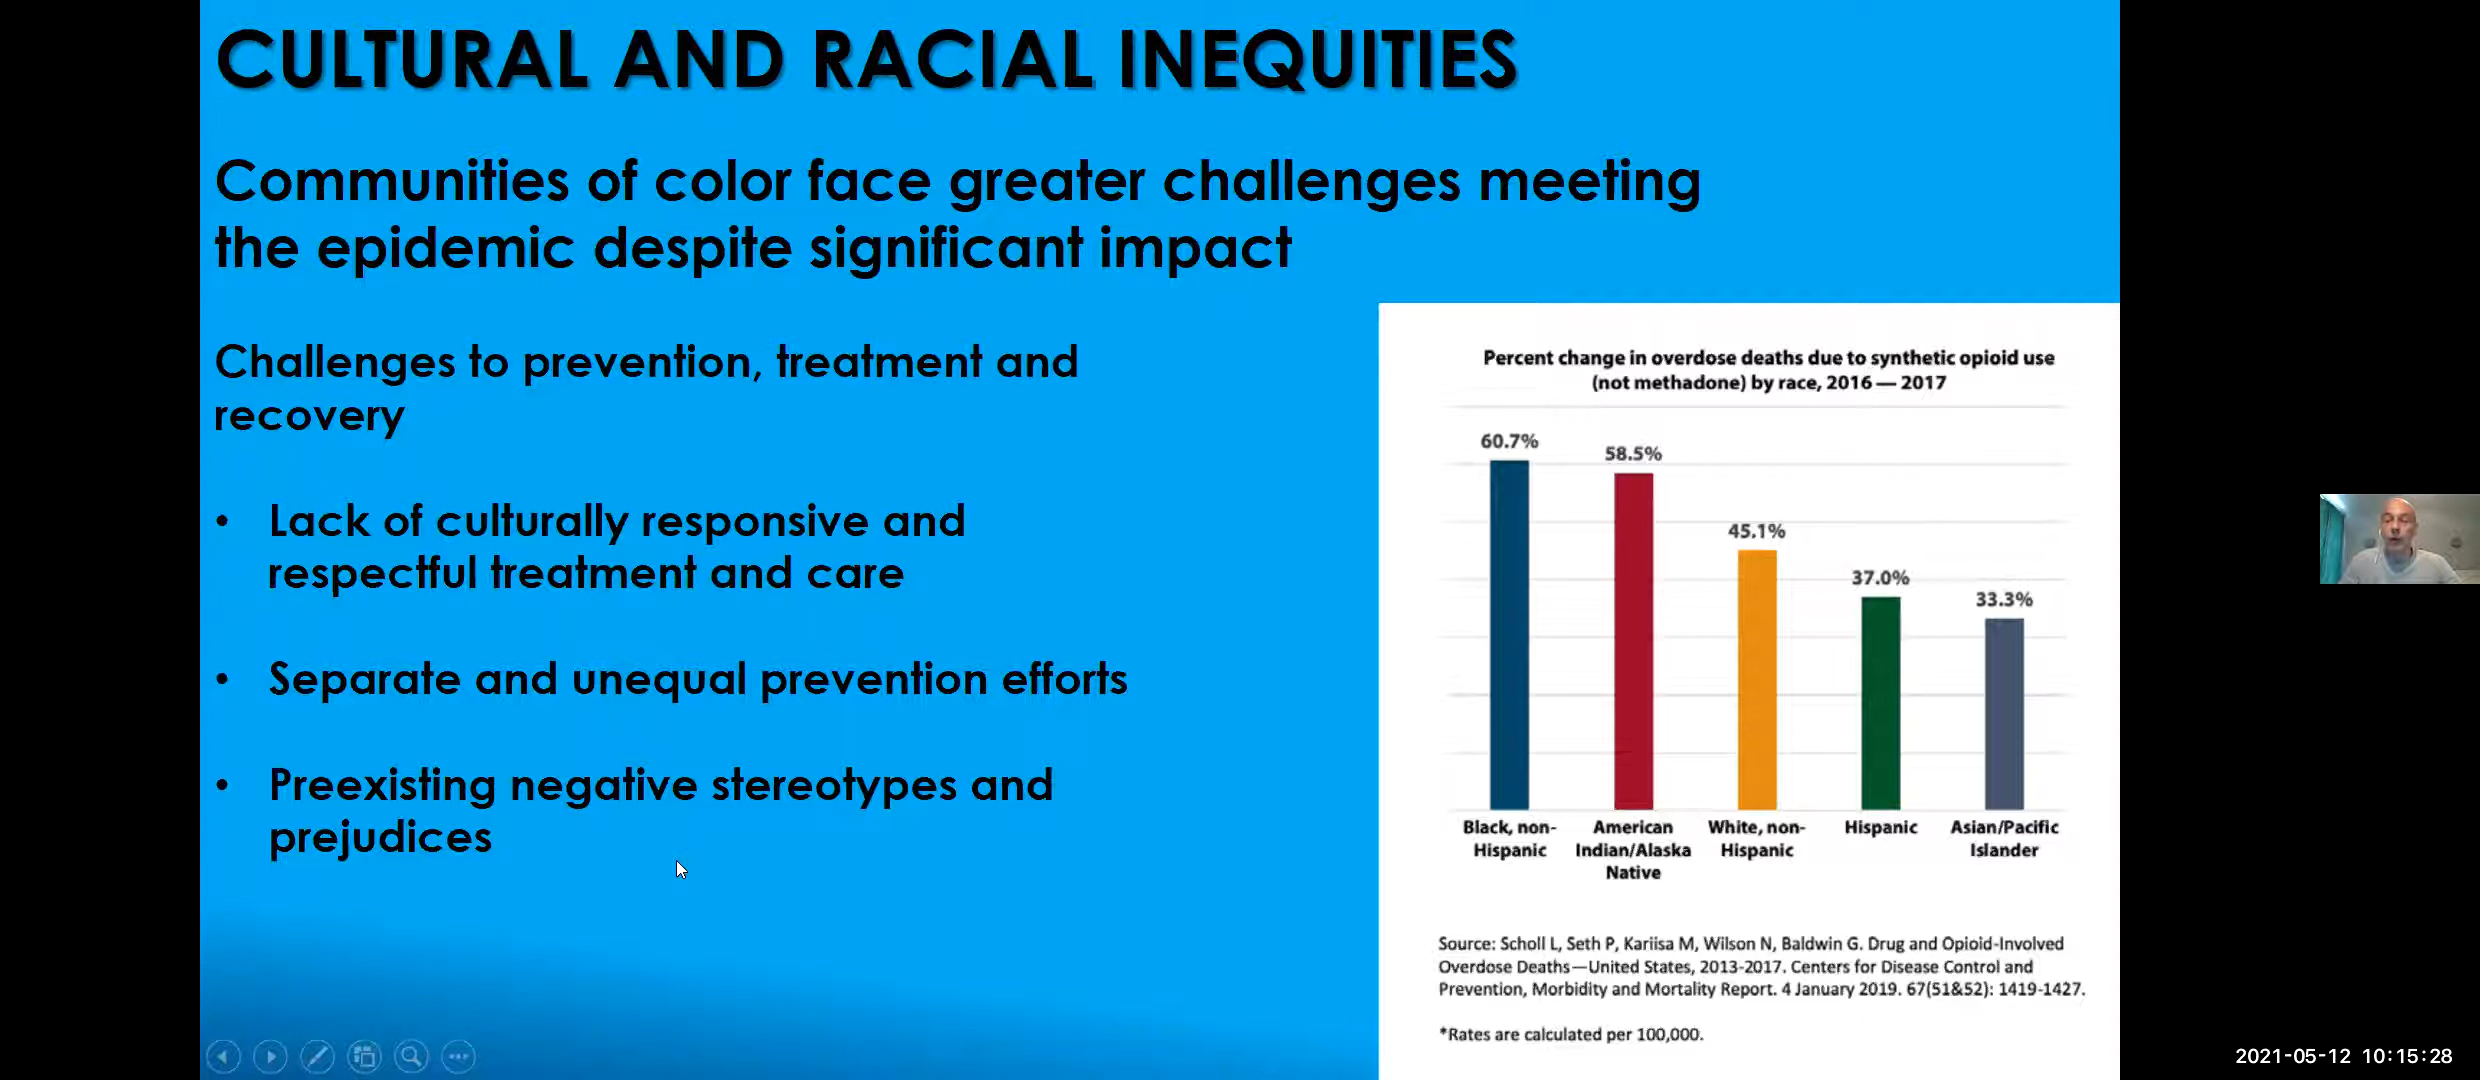 CULTURAL AND RACIAL INEQUITIES
Communities of color face greater challenges meeting
the epidemic despite significant impact
Challenges to prevention, treatment and
recovery
• Lack of culturally responsive and
respectful treatment and care
• Separate and unequal prevention efforts
• Preexisting negative stereotypes and
prejudices
Percent change in overdose deaths due to synthetic opioid use
(not methadone) by race, 2016 — 2017
60.7%
58.5%
45.1%
37.0%
33.3%
Black, non-
Hispanic
American
Indian/Alaska
Native
White, non-
Hispanic
Hispanic
Asian/Pacific
Islander
Source: Scholl L, Seth P, Kariisa M, Wilson N, Baldwin G. Drug and Opioid-Involved
Overdose Deaths—United States, 2013-2017. Centers for Disease Control and
Prevention, Morbidity and Mortality Report. 4 January 2019. 67(51&52): 1419-1427.
*Rates are calculated per 100,000.
2021-05-12 10:15:28